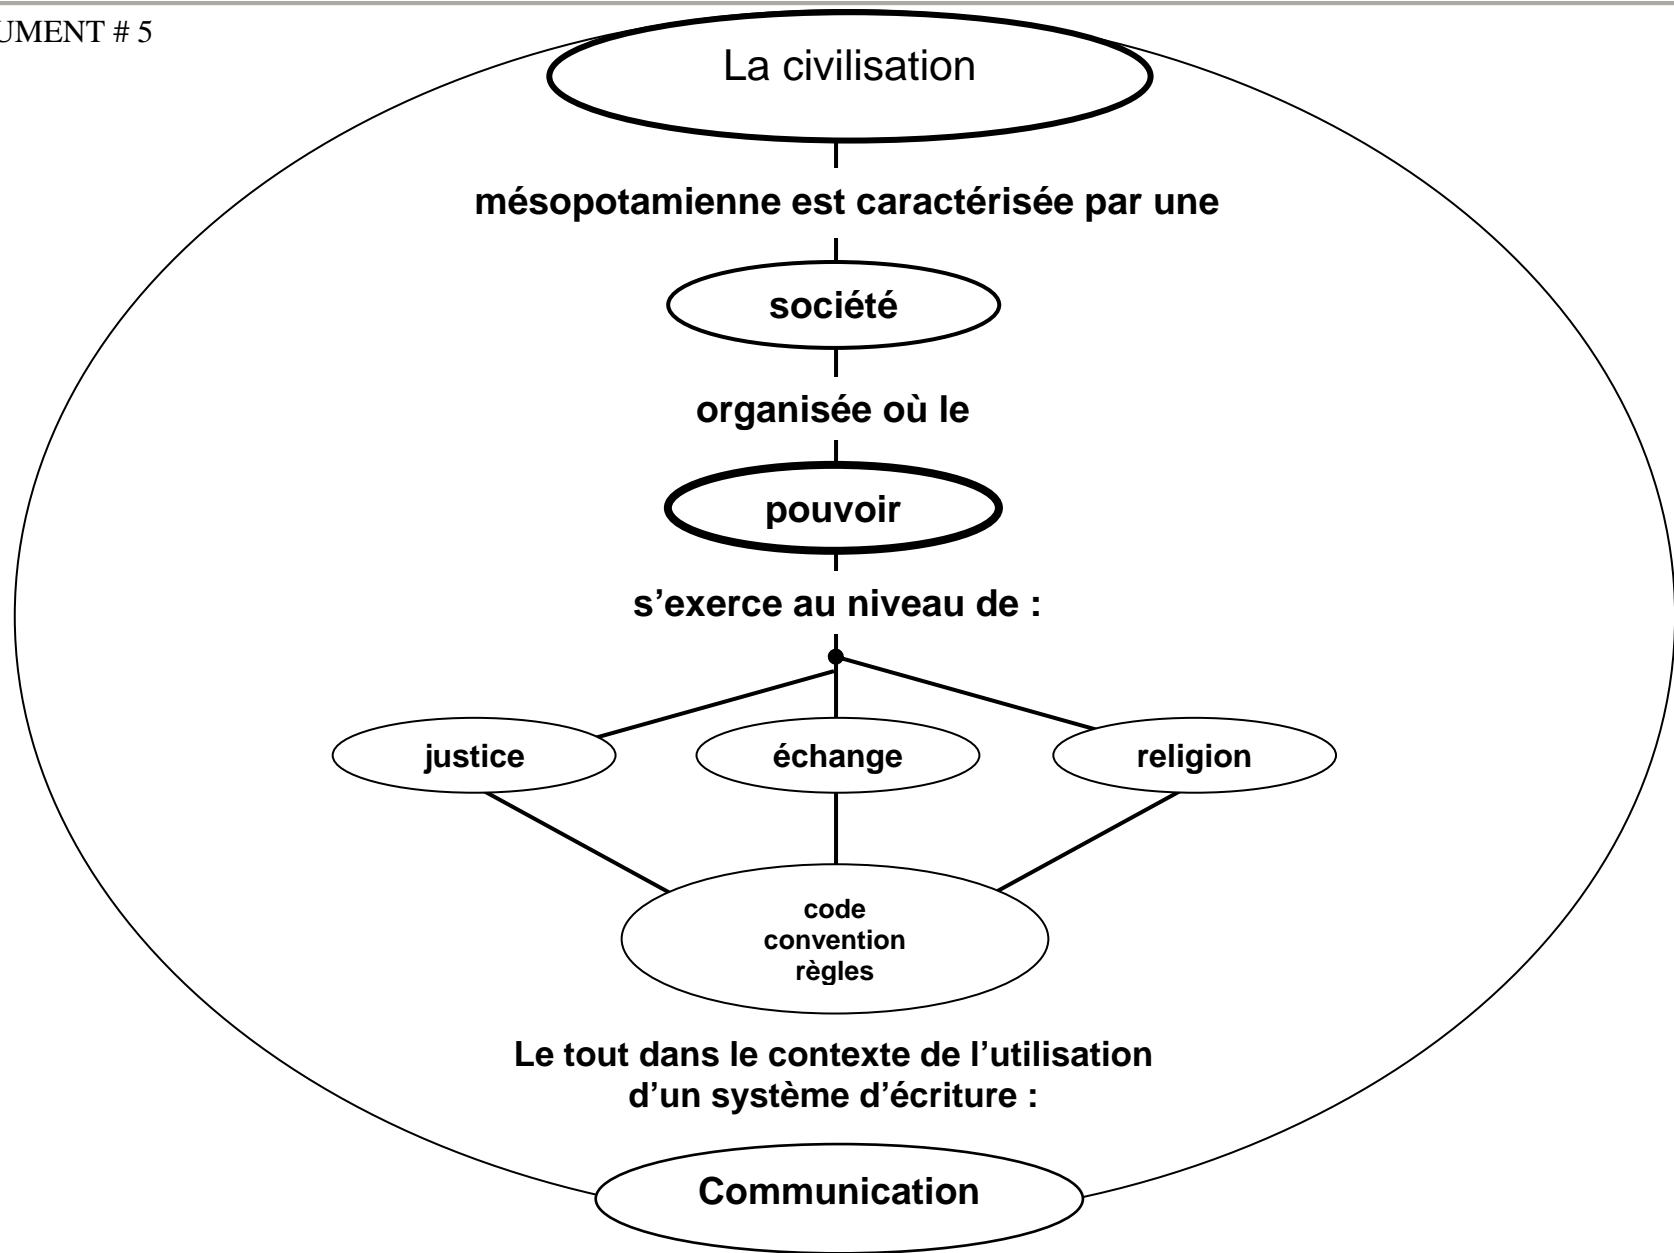 UMENT # 5
La civilisation
mésopotamienne est caractérisée par une
société
organisée où le
pouvoir
s’exerce au niveau de :
justice échange religion
code
convention
règles
Le tout dans le contexte de l’utilisation
d’un système d’écriture :
Communication